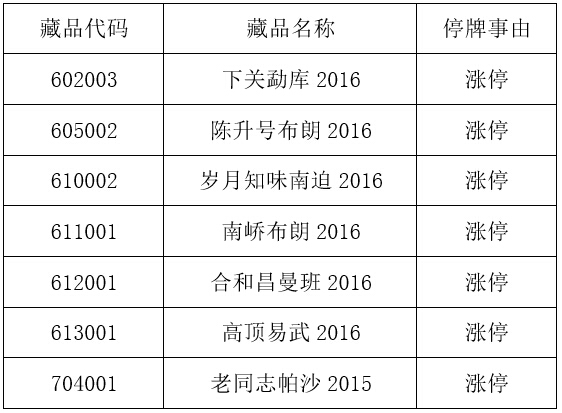 藏品代码 藏品名称 停牌事由
602003 下关勐库 2016 涨停
605002 陈升号布朗 2016 涨停
610002 岁月知味南迫 2016 涨停
611001 南峤布朗 2016 涨停
612001 合和昌曼班 2016 涨停
613001 高顶易武 2016 涨停
704001 老同志帕沙 2015 涨停